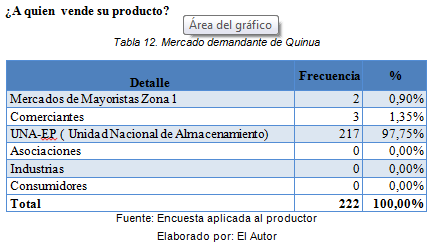 ¿A quien vende su producto?
Área del gráfico
Tabla 12. Mercado demandante de Quinua
Detalle Frecuencia %
Mercados de Mayoristas Zona 1 2 0,90%
Comerciantes 3 1,35%
UNA-EP. ( Unidad Nacional de Almacenamiento) 217 97,75%
Asociaciones 0 0,00%
Industrias 0 0,00%
Consumidores 0 0,00%
Total 222 100,00%
Fuente: Encuesta aplicada al productor
Elaborado por: El Autor